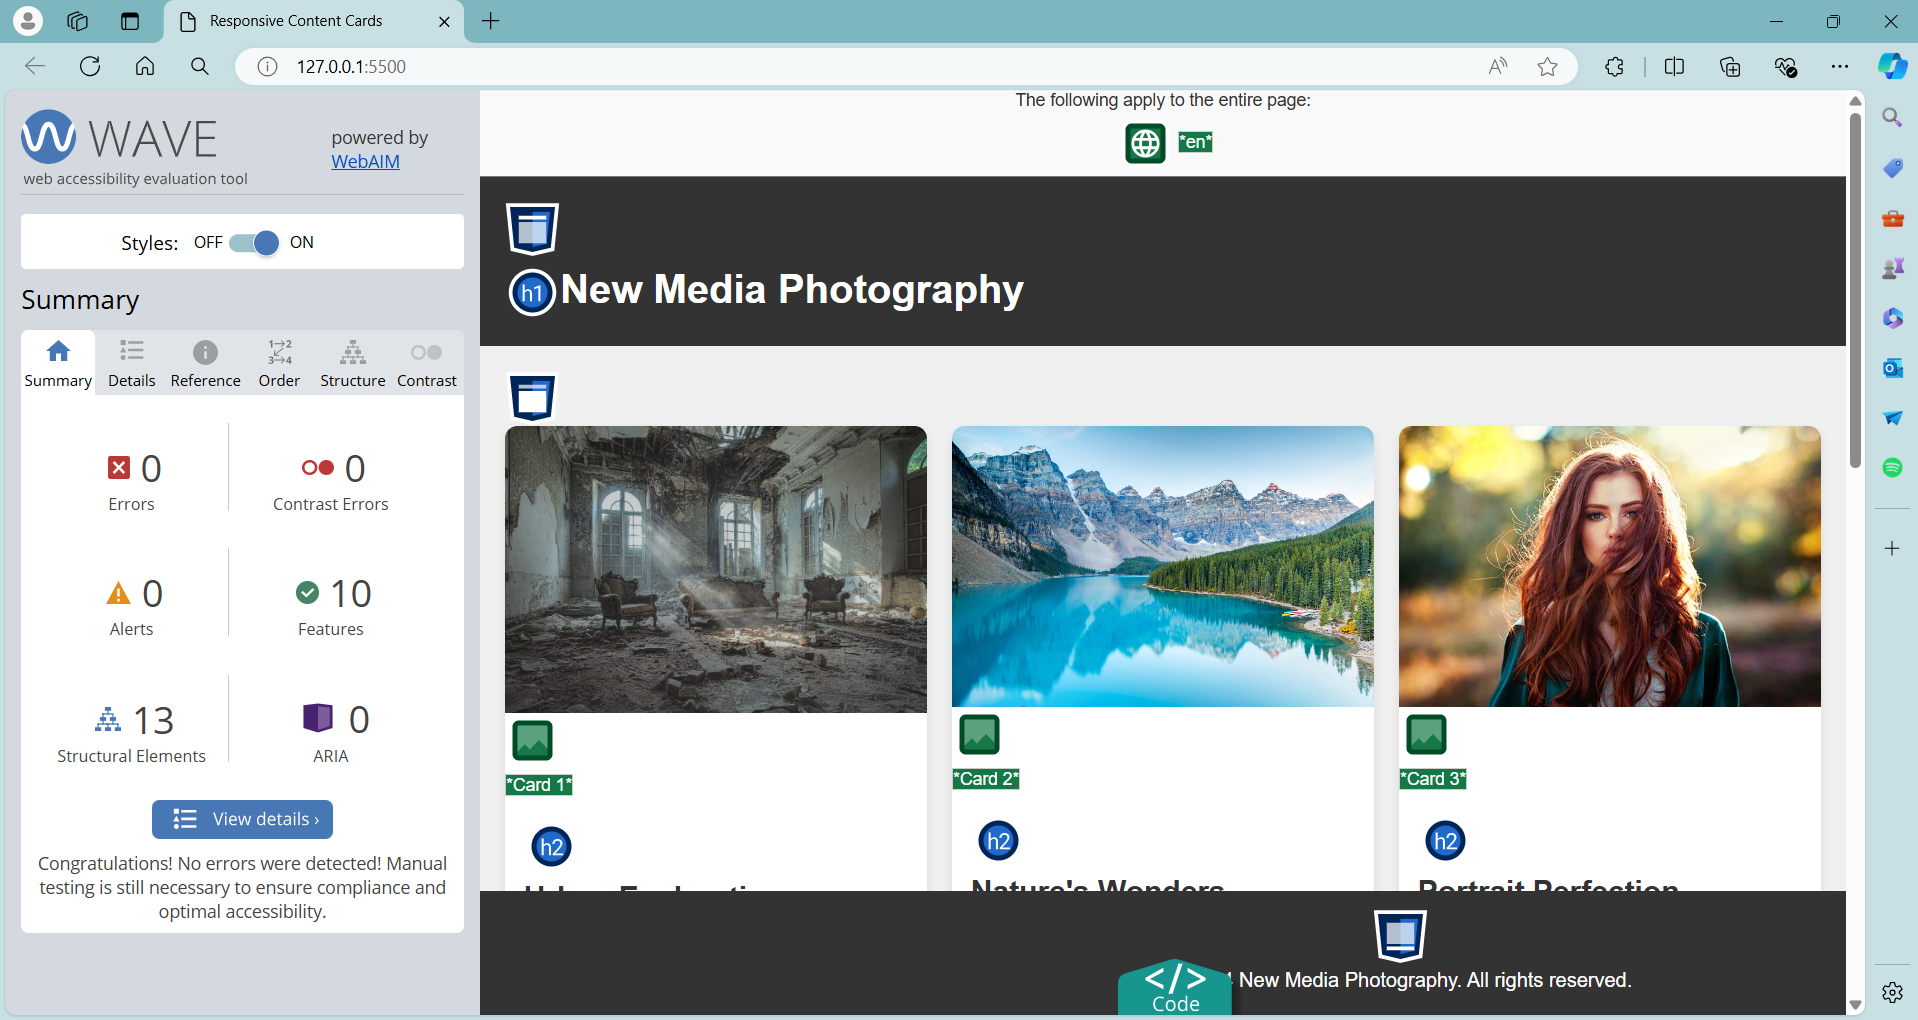 Responsive Content Cards
127.0.0.1:5500
WAVE
powered by
WebAIM
web accessibility evaluation tool
Styles: OFF ON
Summary
Summary Details Reference Order Structure Contrast
0
Errors
0
Contrast Errors
0
Alerts
10
Features
13
Structural Elements
0
ARIA
View details ›
Congratulations! No errors were detected! Manual
testing is still necessary to ensure compliance and
optimal accessibility.
The following apply to the entire page:
*en*
h1 New Media Photography
*Card 1*
*Card 2*
*Card 3*
h2
h2
h2
Nature's Wonders
Portrait Perfection
New Media Photography. All rights reserved.
</> Code